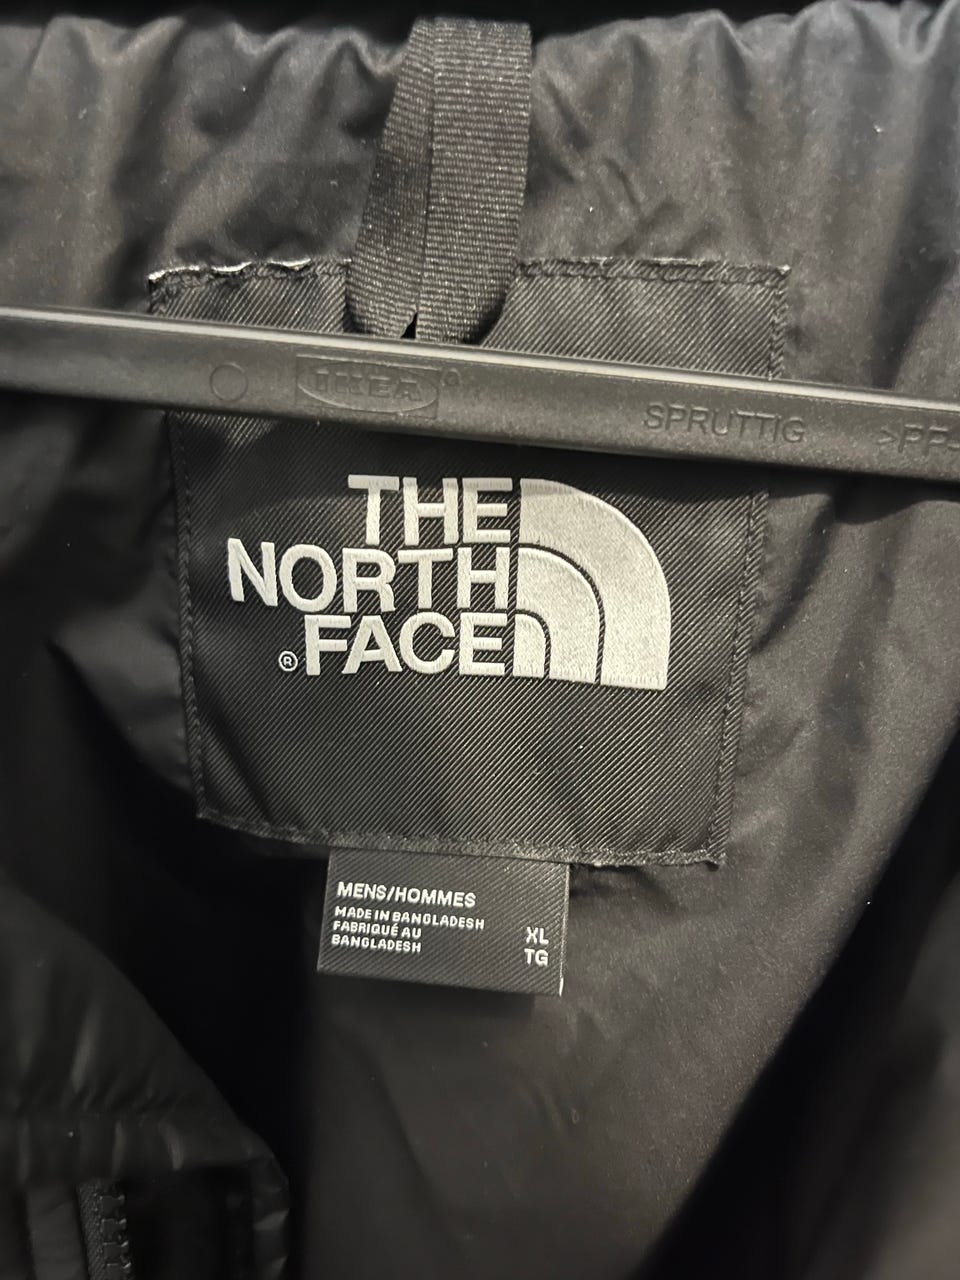 IKEA
SPRUTTIG
>PP-
THE
NORTH
FACE
®
MENS/HOMMES
MADE IN BANGLADESH
FABRIQUÉ AU
BANGLADESH
XL
TG